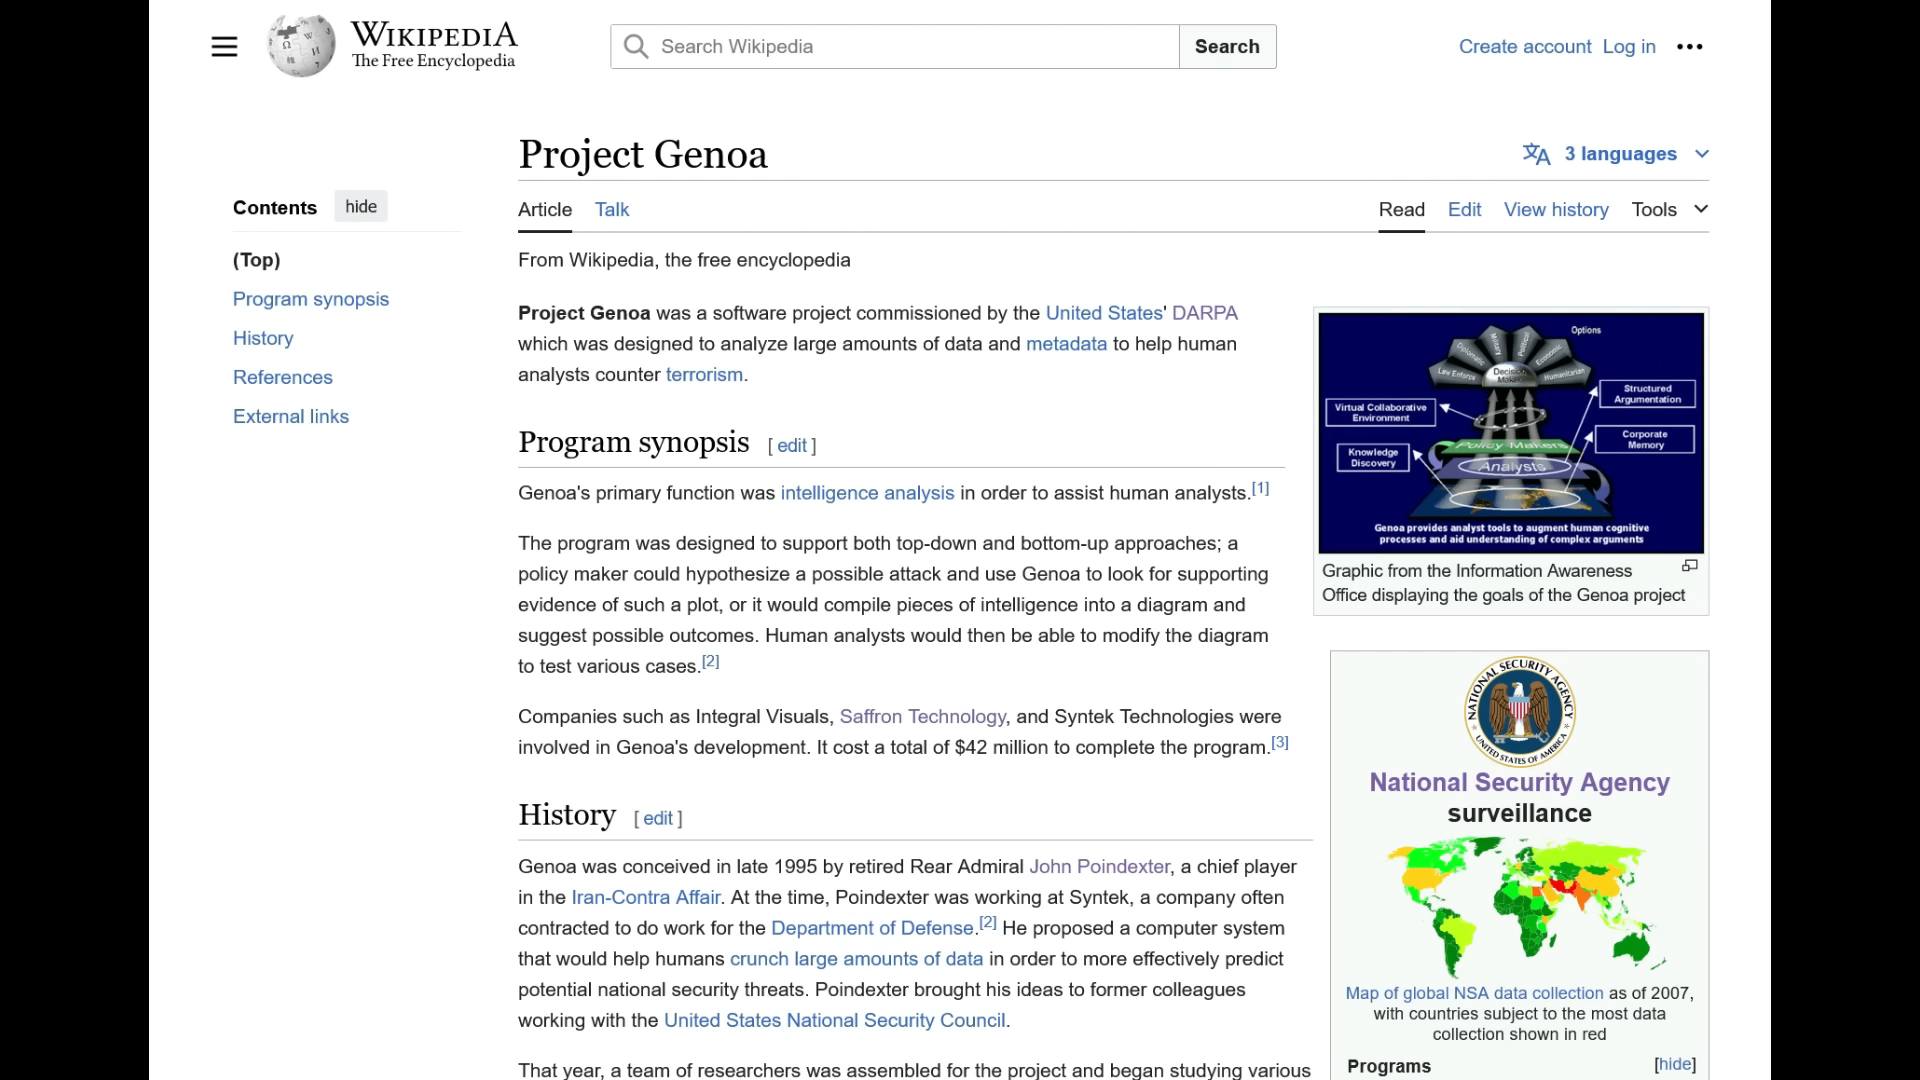 WIKIPEDIA
The Free Encyclopedia
Search Wikipedia
Search
Create account Log in
Project Genoa
3 languages
Contents hide
(Top)
Program synopsis
History
References
External links
Article Talk
Read Edit View history Tools
From Wikipedia, the free encyclopedia
Project Genoa was a software project commissioned by the United States' DARPA
which was designed to analyze large amounts of data and metadata to help human
analysts counter terrorism.
Program synopsis [ edit ]
Genoa's primary function was intelligence analysis in order to assist human analysts.[1]
The program was designed to support both top-down and bottom-up approaches; a
policy maker could hypothesize a possible attack and use Genoa to look for supporting
evidence of such a plot, or it would compile pieces of intelligence into a diagram and
suggest possible outcomes. Human analysts would then be able to modify the diagram
to test various cases.[2]
Companies such as Integral Visuals, Saffron Technology, and Syntek Technologies were
involved in Genoa's development. It cost a total of $42 million to complete the program.[3]
History [ edit ]
Genoa was conceived in late 1995 by retired Rear Admiral John Poindexter, a chief player
in the Iran-Contra Affair. At the time, Poindexter was working at Syntek, a company often
contracted to do work for the Department of Defense.[2] He proposed a computer system
that would help humans crunch large amounts of data in order to more effectively predict
potential national security threats. Poindexter brought his ideas to former colleagues
working with the United States National Security Council.
That year, a team of researchers was assembled for the project and began studying various
Options
Law Enforce
Diplomatic
Military
Political
Economic
Humanitarian
Decision
Virtual Collaborative
Environment
Structured
Argumentation
Corporate
Memory
Knowledge
Discovery
Policy Makers
Analysts
Genoa provides analyst tools to augment human cognitive
processes and aid understanding of complex arguments
Graphic from the Information Awareness
Office displaying the goals of the Genoa project
NATIONAL SECURITY AGENCY
UNITED STATES OF AMERICA
National Security Agency
surveillance
Map of global NSA data collection as of 2007,
with countries subject to the most data
collection shown in red
Programs [hide]